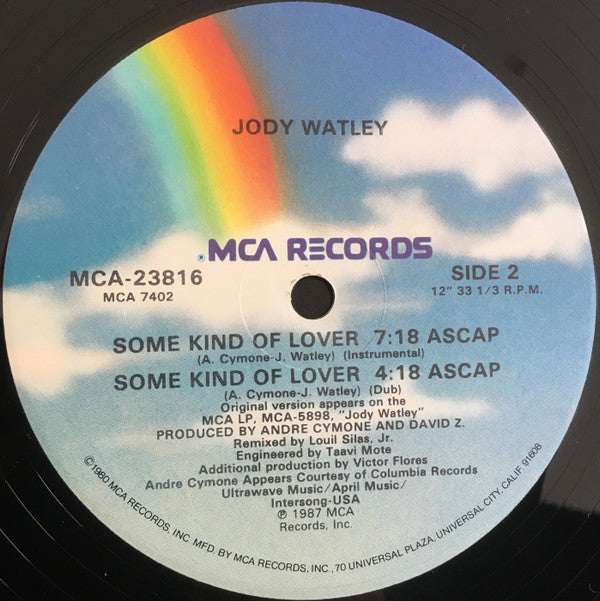 JODY WATLEY
®MCA RECORDS
MCA-23816
MCA 7402
SIDE 2
12" 33 1/3 R.P.M.
SOME KIND OF LOVER 7:18 ASCAP
(A. Cymone-J. Watley) (Instrumental)
SOME KIND OF LOVER 4:18 ASCAP
(A. Cymone-J. Watley) (Dub)
Original version appears on the
MCA LP, MCA-5898, "Jody Watley"
PRODUCED BY ANDRE CYMONE AND DAVID Z.
Remixed by Louil Silas, Jr.
Engineered by Taavi Mote
Additional production by Victor Flores
Andre Cymone Appears Courtesy of Columbia Records
Ultrawave Music/April Music/
Intersong-USA
℗ 1987 MCA
Records, Inc.
©1980 MCA RECORDS, INC. MFD. BY MCA RECORDS, INC., 70 UNIVERSAL PLAZA, UNIVERSAL CITY, CALIF. 91608